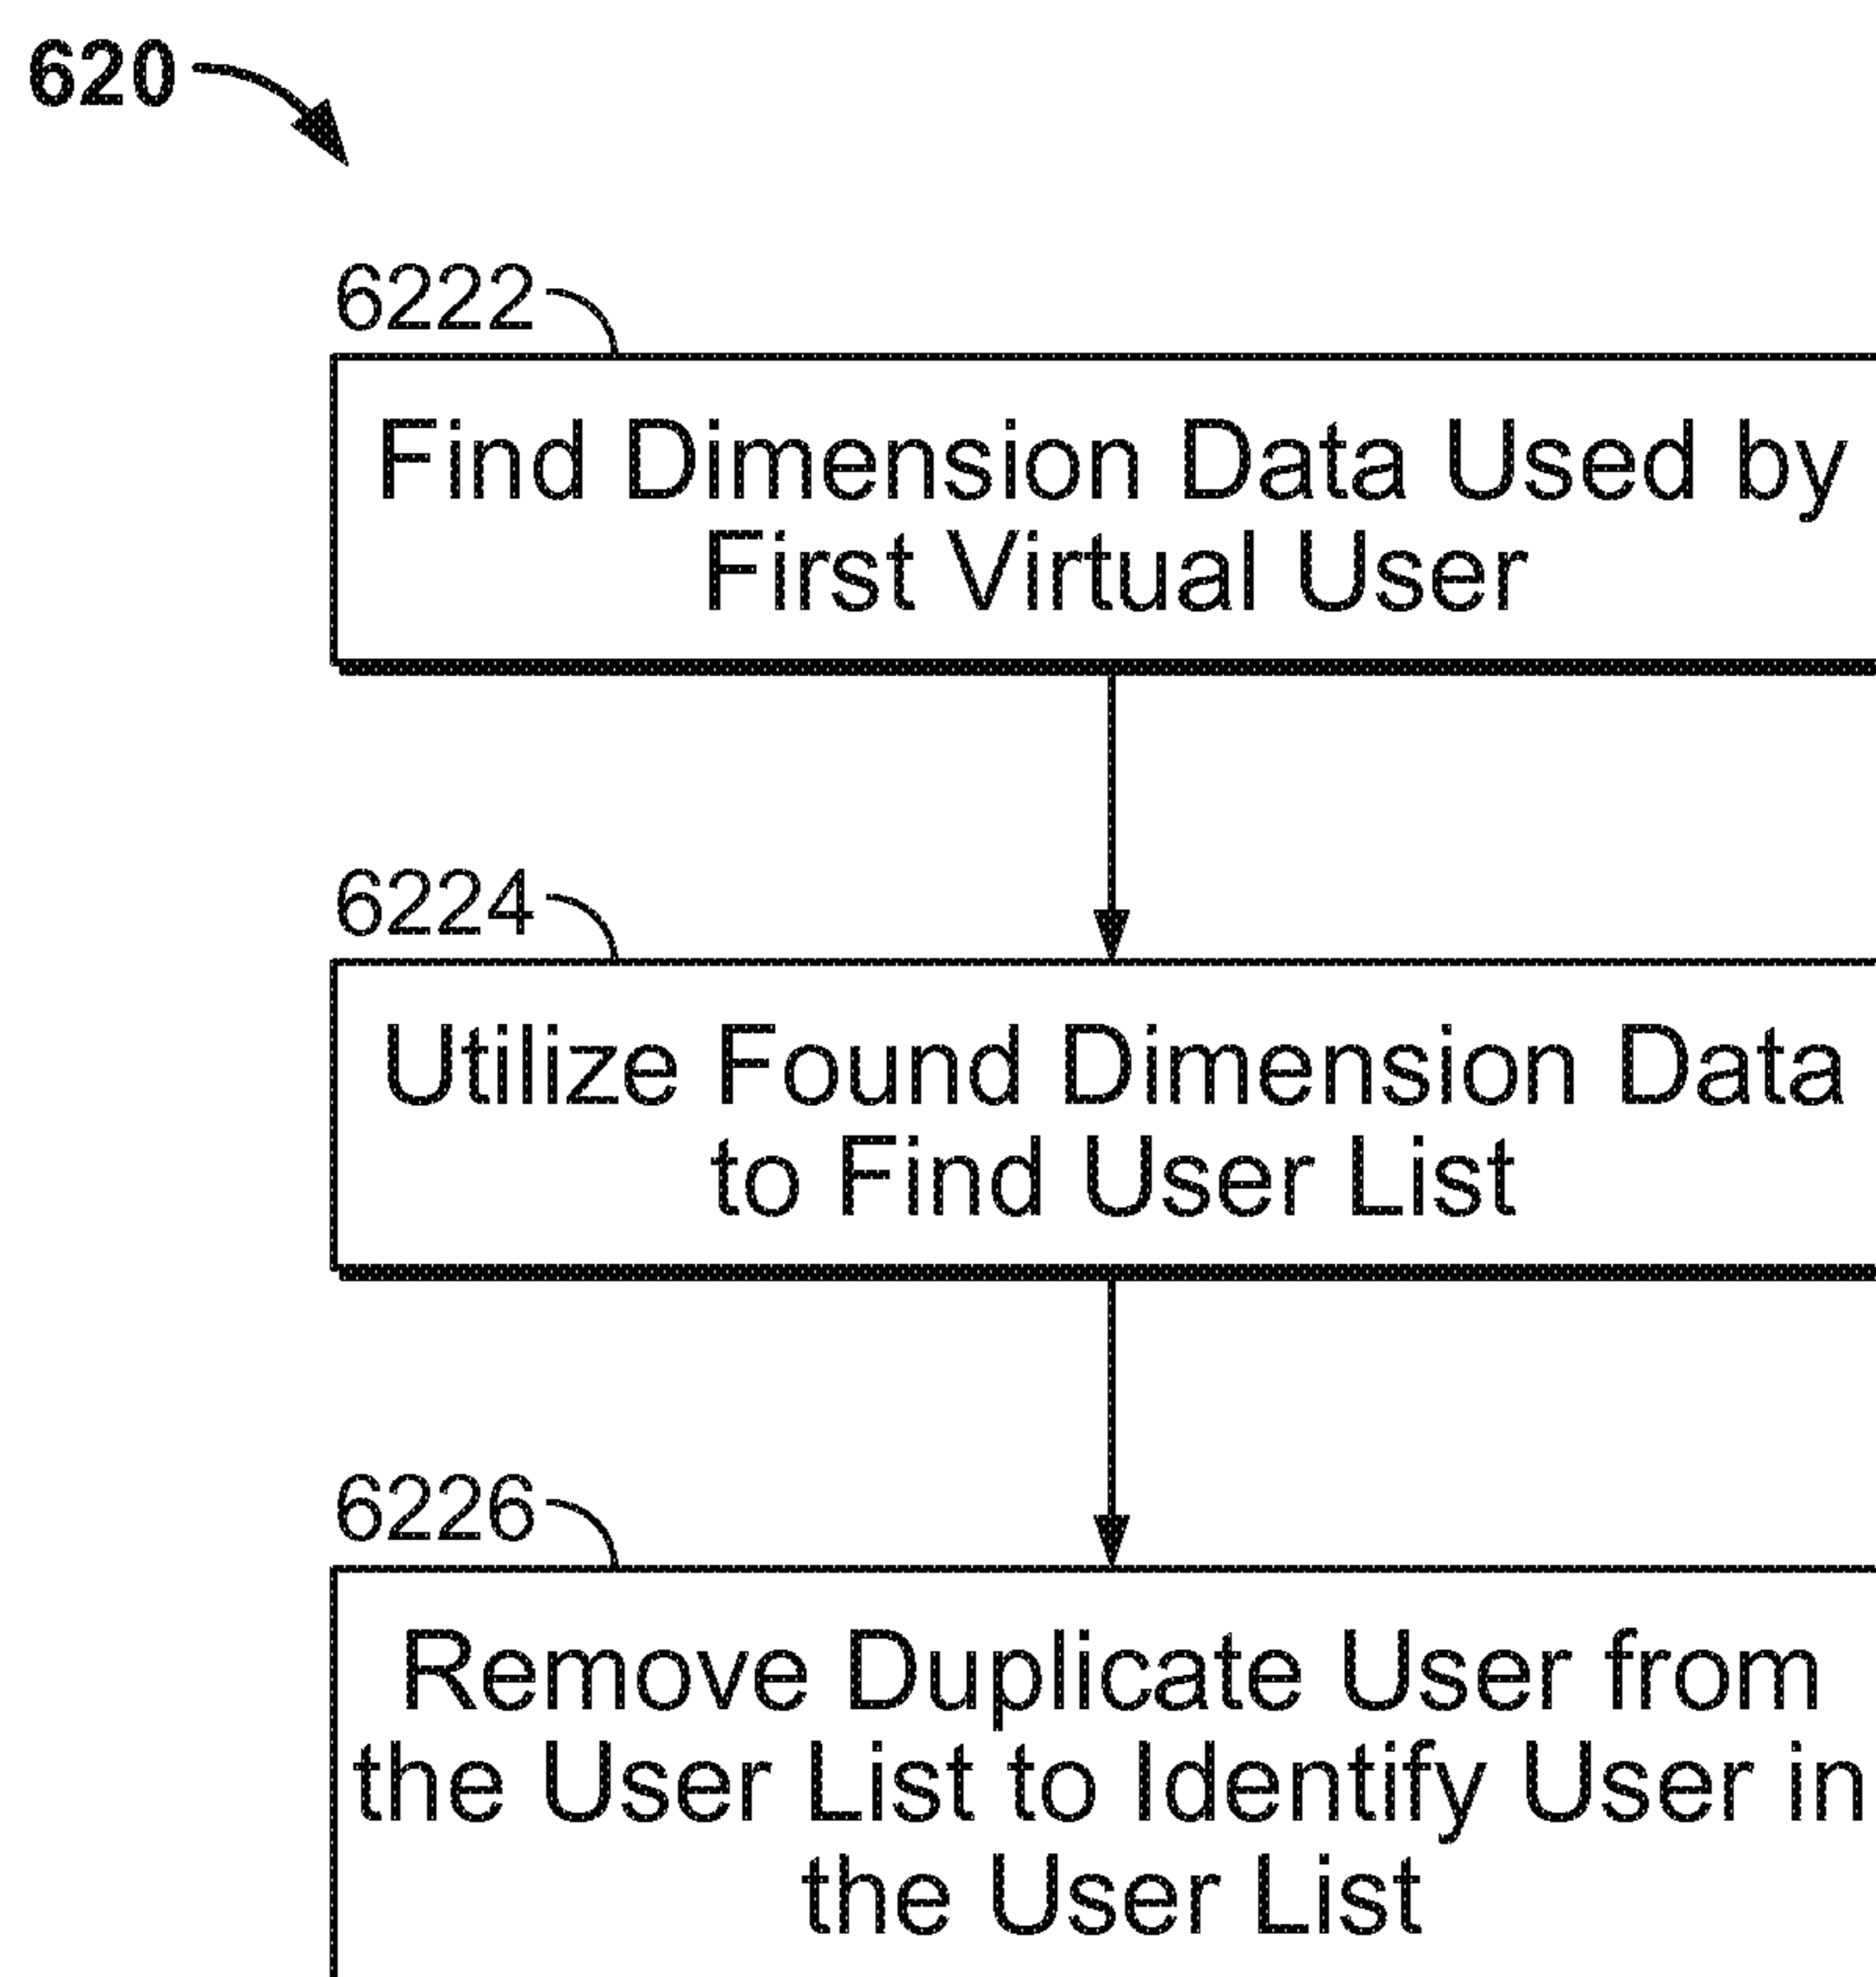 620
6222
Find Dimension Data Used by
First Virtual User
6224
Utilize Found Dimension Data
to Find User List
6226
Remove Duplicate User from
the User List to Identify User in
the User List